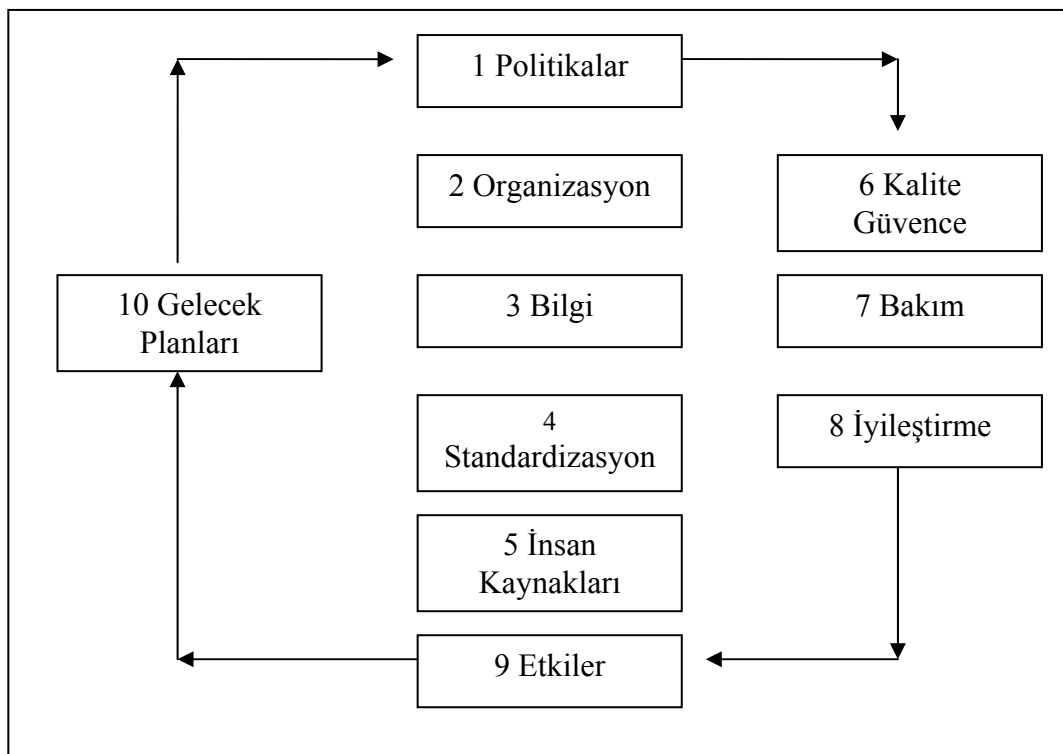 1 Politikalar
2 Organizasyon
6 Kalite
Güvence
10 Gelecek
Planları
3 Bilgi
7 Bakım
4
Standardizasyon
8 İyileştirme
5 İnsan
Kaynakları
9 Etkiler